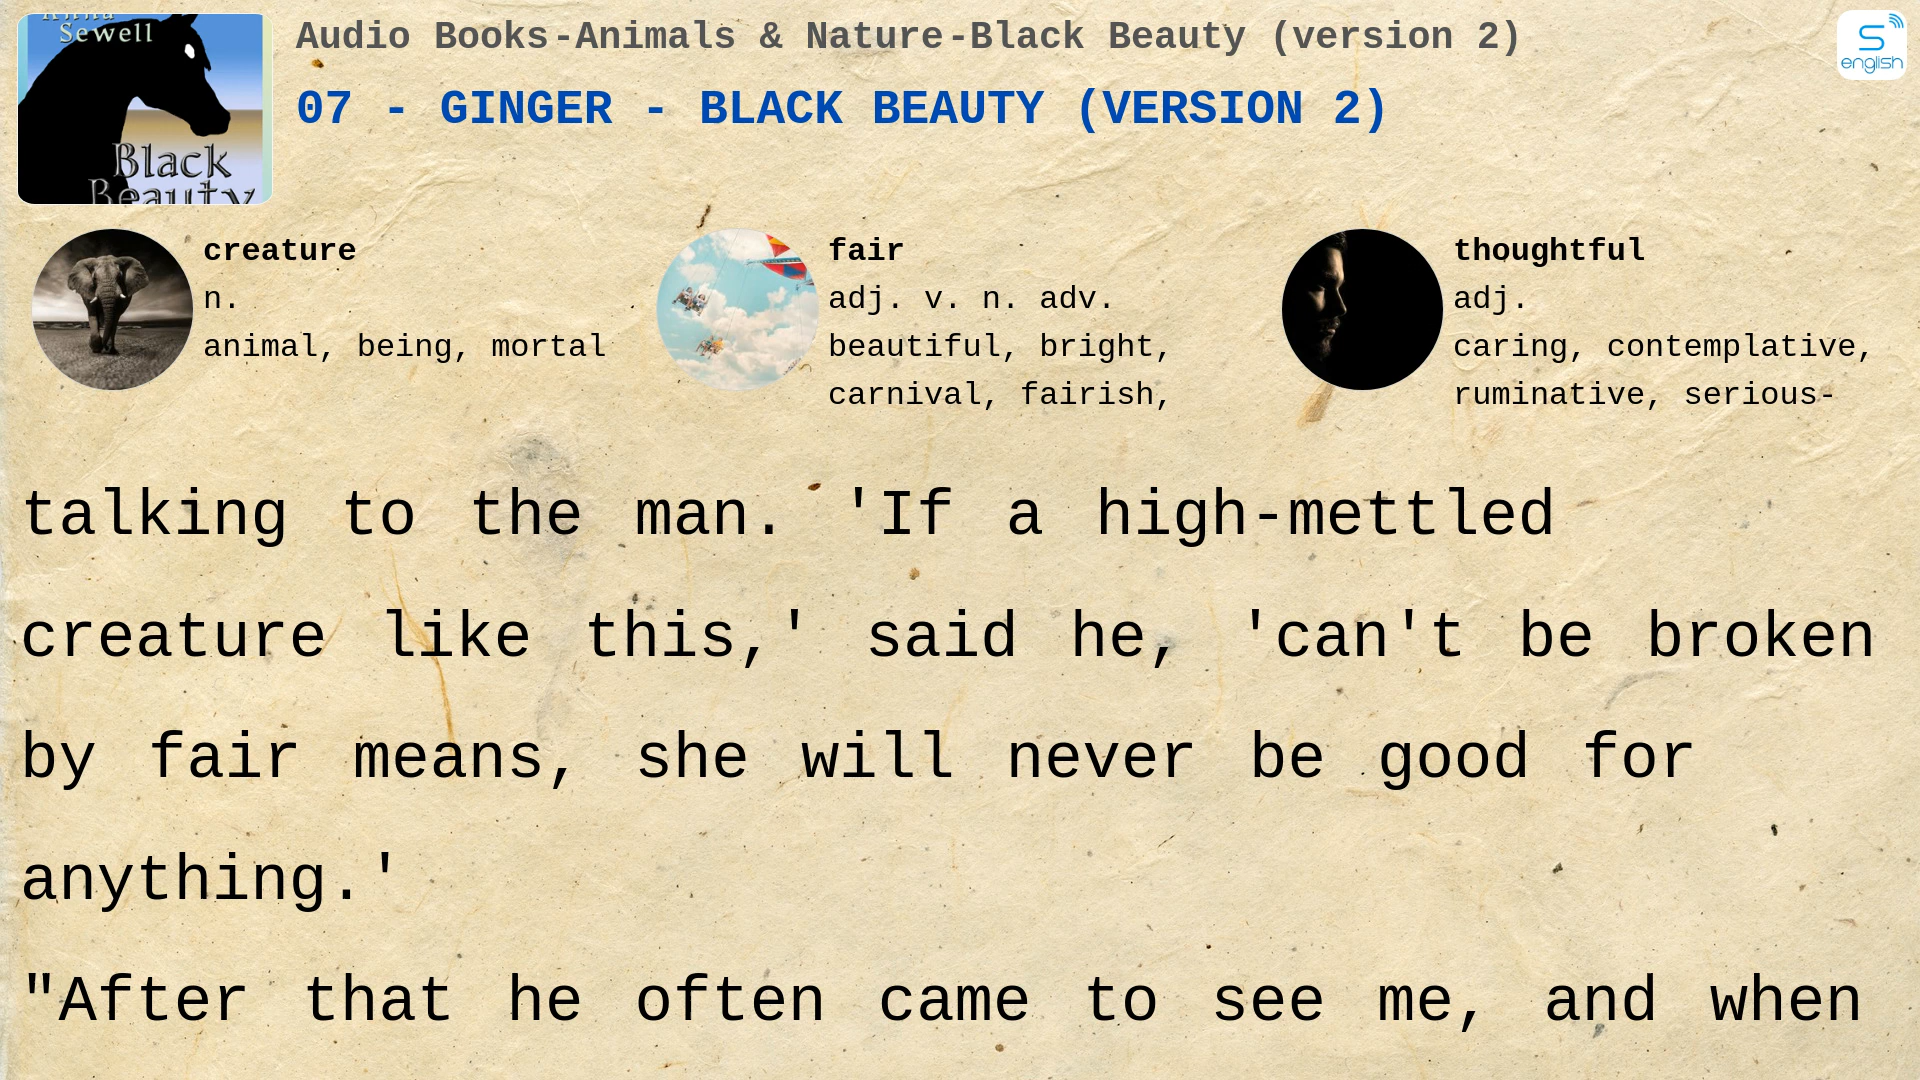 Sewell
Black
Beauty
Audio Books-Animals & Nature-Black Beauty (version 2)
07 - GINGER - BLACK BEAUTY (VERSION 2)
S
english
creature
n.
animal, being, mortal
fair
adj. v. n. adv.
beautiful, bright,
carnival, fairish,
thoughtful
adj.
caring, contemplative,
ruminative, serious-
talking to the man. 'If a high-mettled
creature like this,' said he, 'can't be broken
by fair means, she will never be good for
anything.'
"After that he often came to see me, and when